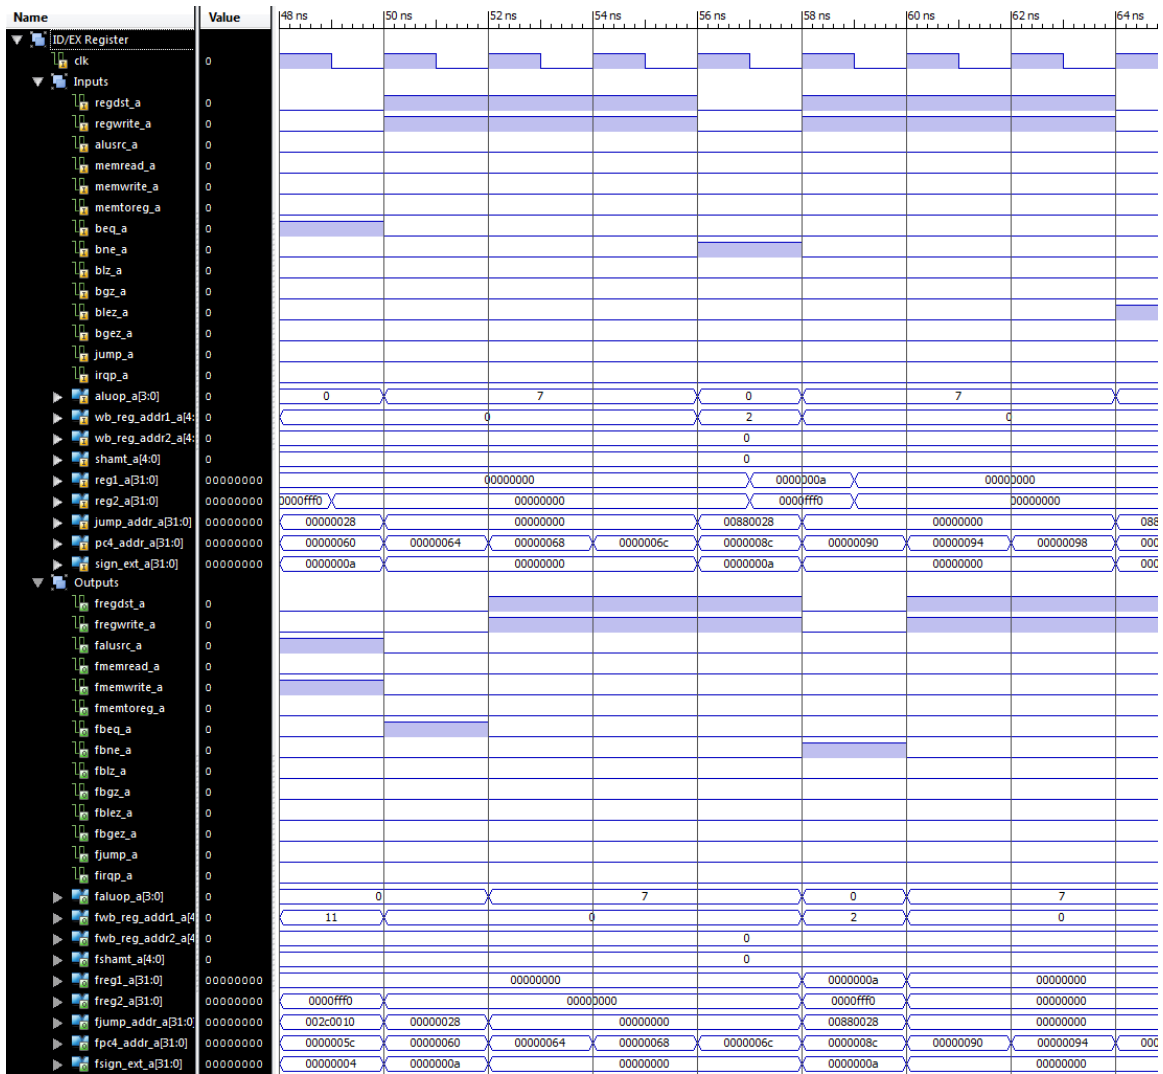 Name Value 48 ns 50 ns 52 ns 54 ns 56 ns 58 ns 60 ns 62 ns 64 ns
ID/EX Register
clk 0
Inputs
regdst_a 0
regwrite_a 0
alusrc_a 0
memread_a 0
memwrite_a 0
memtoreg_a 0
beq_a 0
bne_a 0
blz_a 0
bgz_a 0
blez_a 0
bgez_a 0
jump_a 0
irqp_a 0
aluop_a[3:0] 0 0 7 0 7
wb_reg_addr1_a[4: 0 0 2 0
wb_reg_addr2_a[4: 0 0
shamt_a[4:0] 0 0
reg1_a[31:0] 00000000 00000000 0000000a 00000000
reg2_a[31:0] 00000000 0000fff0 00000000 0000fff0 00000000
jump_addr_a[31:0] 00000000 00000028 00000000 00880028 00000000 088
pc4_addr_a[31:0] 00000000 00000060 00000064 00000068 0000006c 0000008c 00000090 00000094 00000098 000
sign_ext_a[31:0] 00000000 0000000a 00000000 0000000a 00000000 000
Outputs
fregdst_a 0
fregwrite_a 0
falusrc_a 0
fmemread_a 0
fmemwrite_a 0
fmemtoreg_a 0
fbeq_a 0
fbne_a 0
fblz_a 0
fbgz_a 0
fblez_a 0
fbgez_a 0
fjump_a 0
firqp_a 0
faluop_a[3:0] 0 0 7 0 7
fwb_reg_addr1_a[4 0 11 0 2 0
fwb_reg_addr2_a[4 0 0
fshamt_a[4:0] 0 0
freg1_a[31:0] 00000000 00000000 0000000a 00000000
freg2_a[31:0] 00000000 0000fff0 00000000 0000fff0 00000000
fjump_addr_a[31:0 00000000 002c0010 00000028 00000000 00880028 00000000
fpc4_addr_a[31:0] 00000000 0000005c 00000060 00000064 00000068 0000006c 0000008c 00000090 00000094 000
fsign_ext_a[31:0] 00000000 00000004 0000000a 00000000 0000000a 00000000